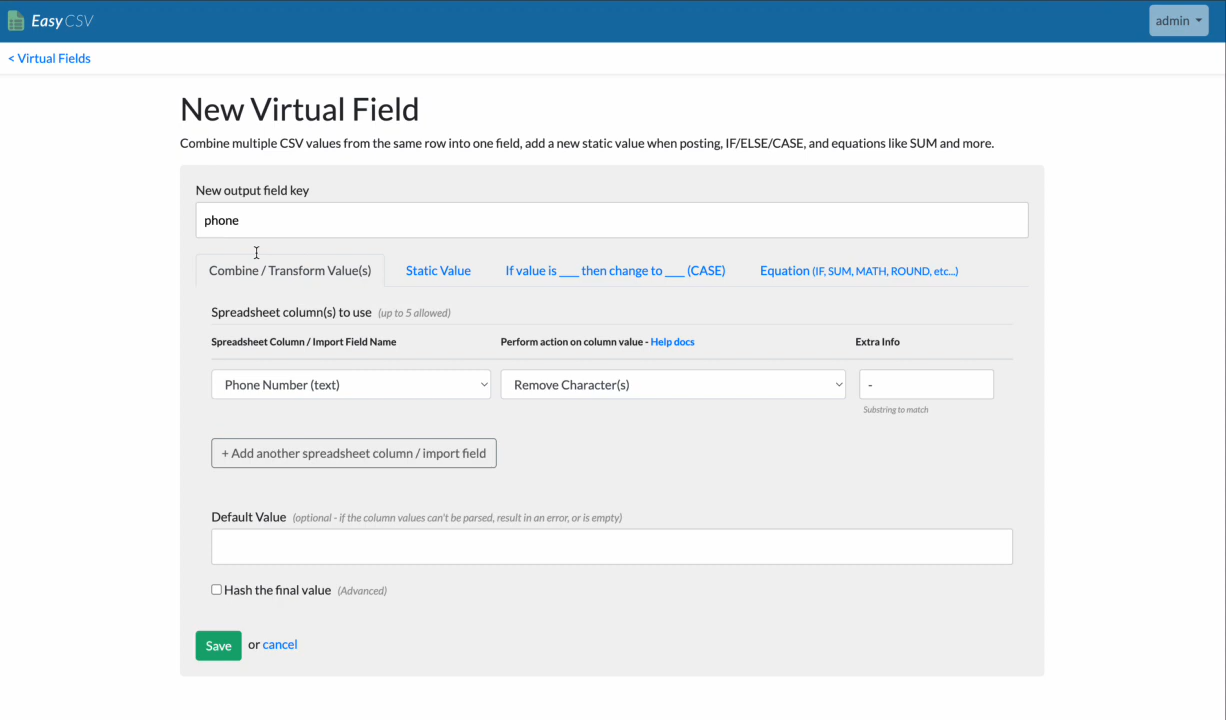 EasyCSV
admin
< Virtual Fields
New Virtual Field
Combine multiple CSV values from the same row into one field, add a new static value when posting, IF/ELSE/CASE, and equations like SUM and more.
New output field key
phone
Combine / Transform Value(s) Static Value If value is ___ then change to ___ (CASE) Equation (IF, SUM, MATH, ROUND, etc...)
Spreadsheet column(s) to use (up to 5 allowed)
Spreadsheet Column / Import Field Name Perform action on column value - Help docs Extra Info
Phone Number (text) Remove Character(s) -
Substring to match
+ Add another spreadsheet column / import field
Default Value (optional - if the column values can't be parsed, result in an error, or is empty)
Hash the final value (Advanced)
Save or cancel